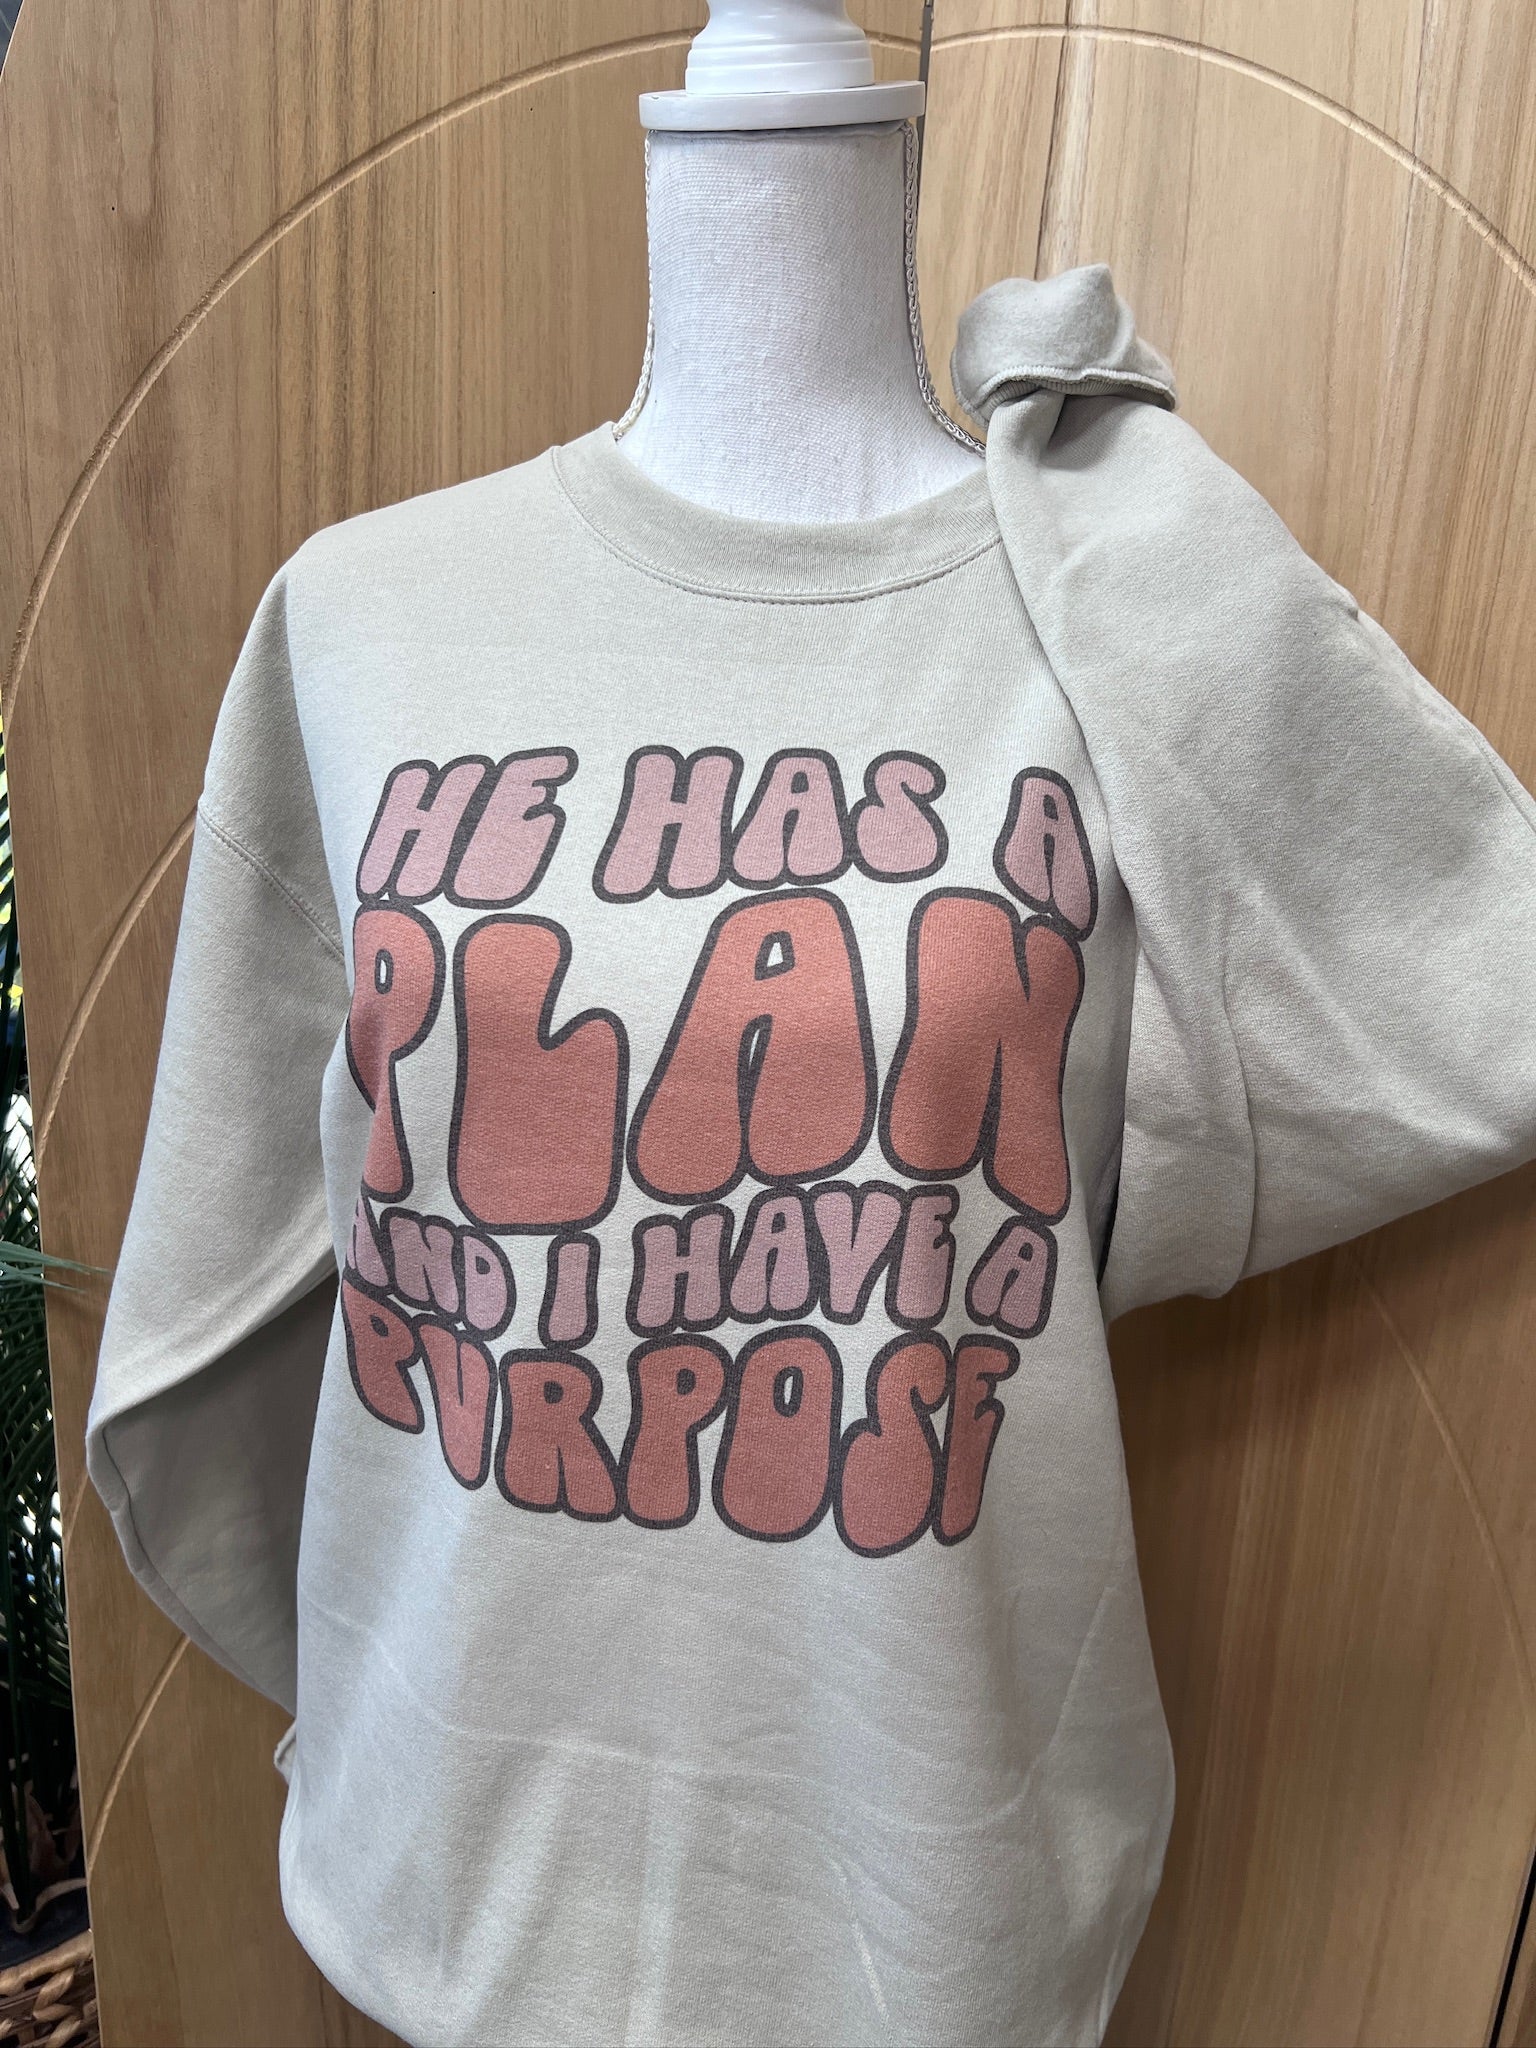 HE HAS A
PLAN
AND I HAVE A
PURPOSE